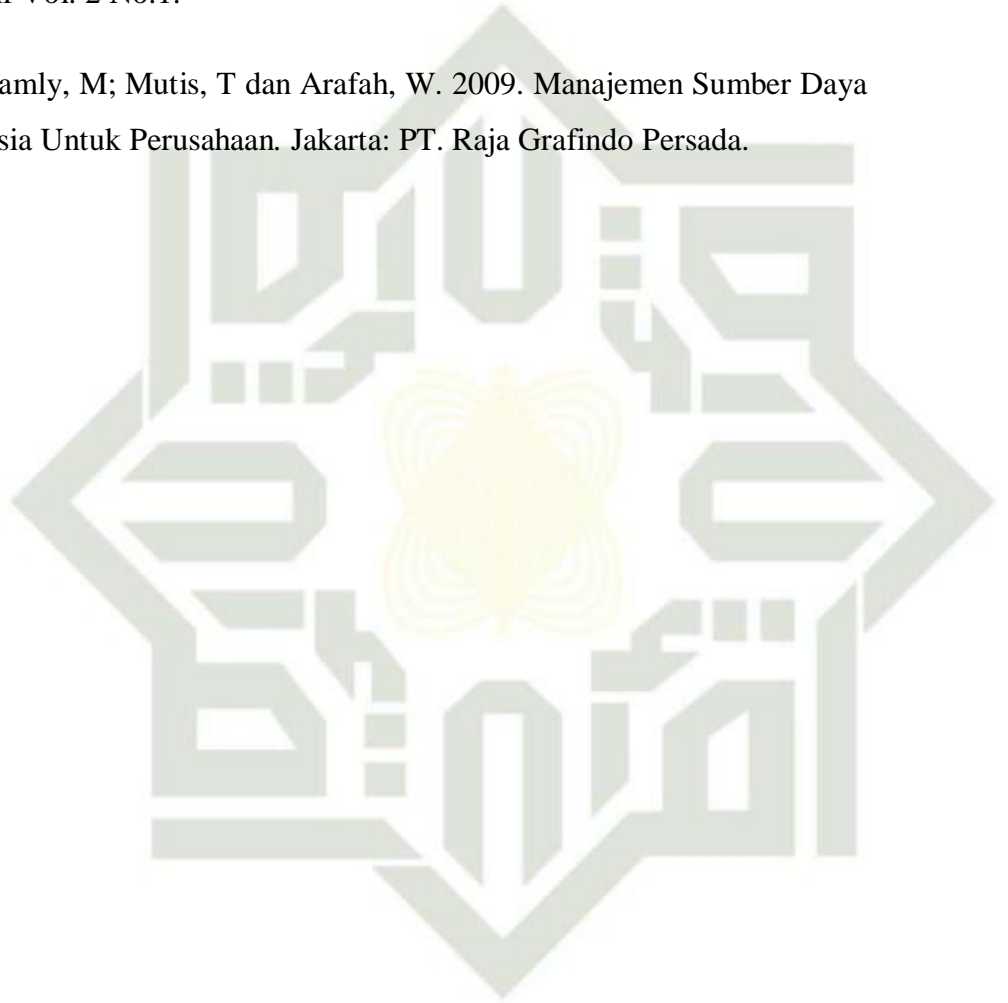 Vol. 2 No.1.
amly, M; Mutis, T dan Arafah, W. 2009. Manajemen Sumber Daya
sia Untuk Perusahaan. Jakarta: PT. Raja Grafindo Persada.